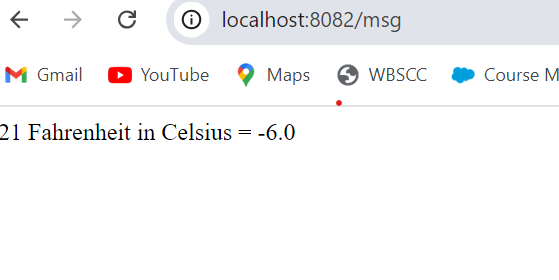 localhost:8082/msg
Gmail YouTube Maps WBSCC Course M
21 Fahrenheit in Celsius = -6.0